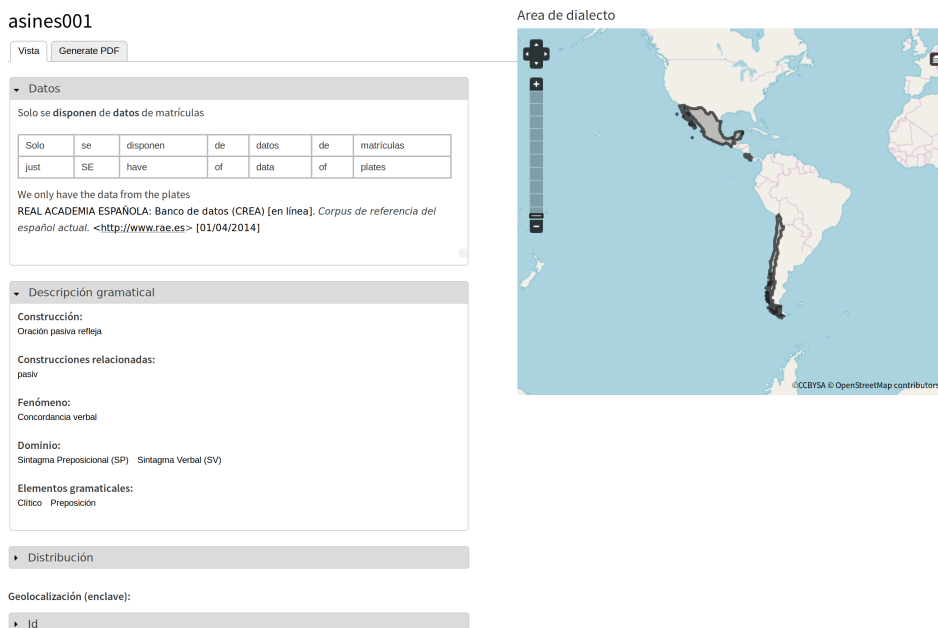 asines001
Vista
Generate PDF
Datos
Solo se disponen de datos de matrículas
Solo se disponen de datos de matrículas
just SE have of data of plates
We only have the data from the plates
REAL ACADEMIA ESPAÑOLA: Banco de datos (CREA) [en línea]. Corpus de referencia del
español actual. <http://www.rae.es> [01/04/2014]
Descripción gramatical
Construcción:
Oración pasiva refleja
Construcciones relacionadas:
pasiv
Fenómeno:
Concordancia verbal
Dominio:
Sintagma Preposicional (SP) Sintagma Verbal (SV)
Elementos gramaticales:
Clítico Preposición
Distribución
Geolocalización (enclave):
Id
Area de dialecto
©CCBYSA © OpenStreetMap contributors